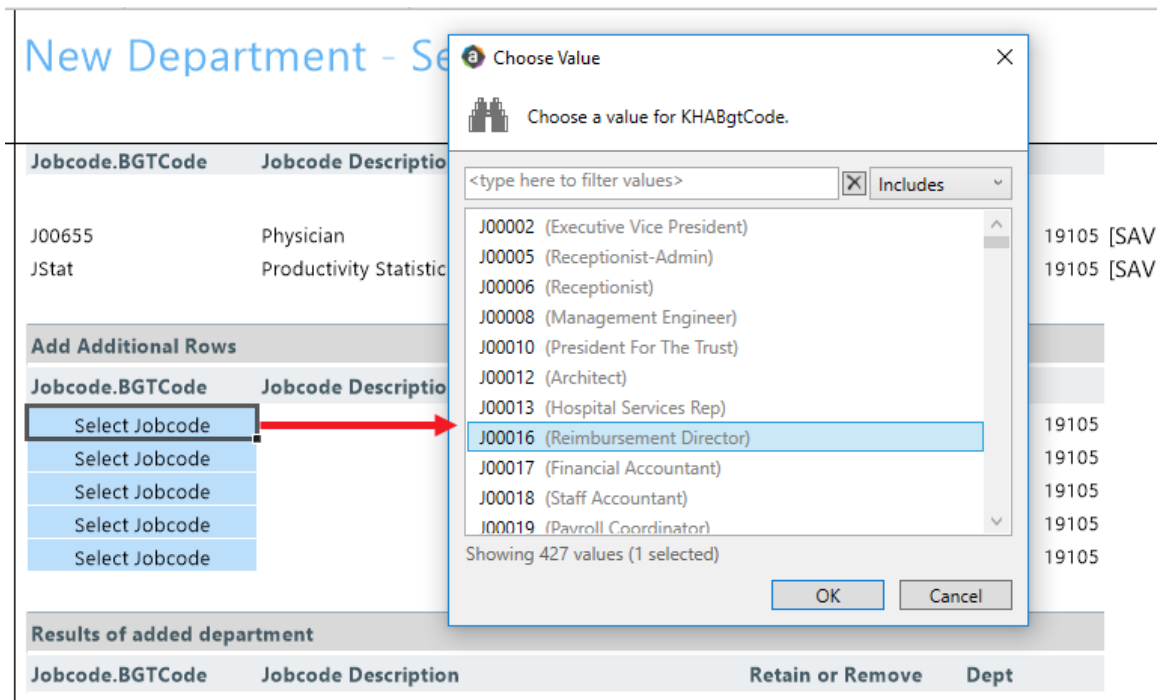 New Department - Se
Choose Value
Choose a value for KHABgtCode.
Jobcode.BGTCode Jobcode Descriptio
<type here to filter values> Includes
J00002 (Executive Vice President)
J00005 (Receptionist-Admin)
J00006 (Receptionist)
J00008 (Management Engineer)
J00010 (President For The Trust)
J00012 (Architect)
J00013 (Hospital Services Rep)
J00016 (Reimbursement Director)
J00017 (Financial Accountant)
J00018 (Staff Accountant)
J00019 (Payroll Coordinator)
Showing 427 values (1 selected)
OK Cancel
J00655 Physician 19105 [SAV
JStat Productivity Statistic 19105 [SAV
Add Additional Rows
Jobcode.BGTCode Jobcode Descriptio
Select Jobcode 19105
Select Jobcode 19105
Select Jobcode 19105
Select Jobcode 19105
Select Jobcode 19105
Results of added department
Jobcode.BGTCode Jobcode Description Retain or Remove Dept